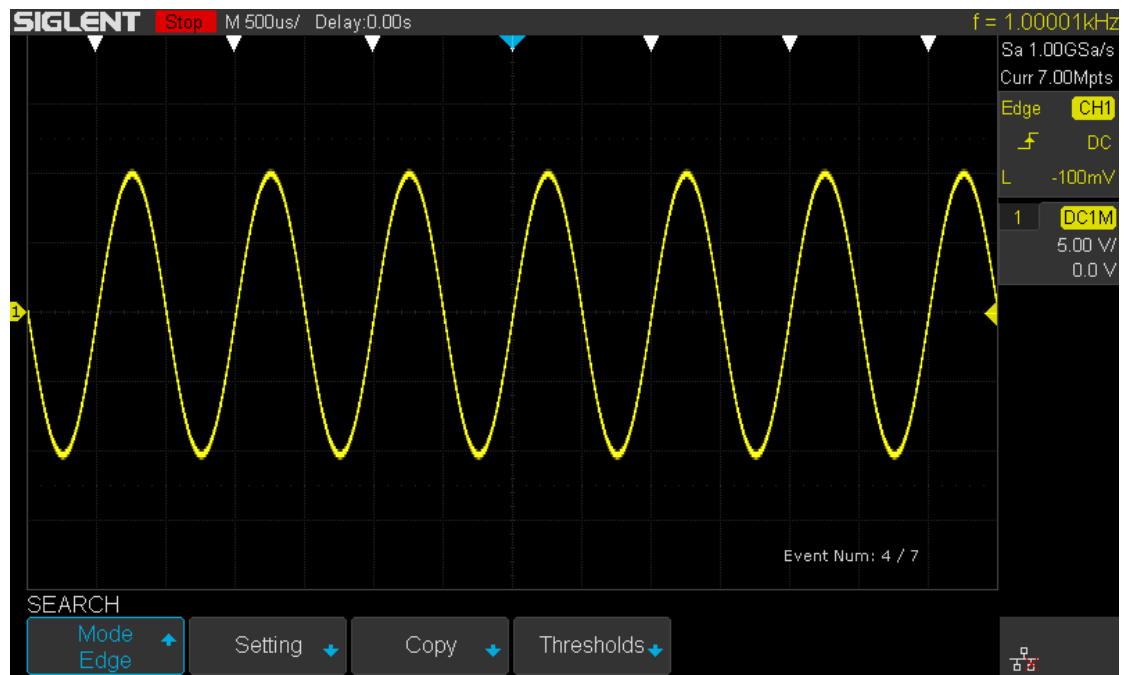 SIGLENT Stop M 500us/ Delay:0.00s f = 1.00001kHz
Sa 1.00GSa/s
Curr 7.00Mpts
Edge CH1
DC
L -100mV
1 DC1M
5.00 V/
0.0 V
1
Event Num: 4 / 7
SEARCH
Mode
Edge
Setting
Copy
Thresholds